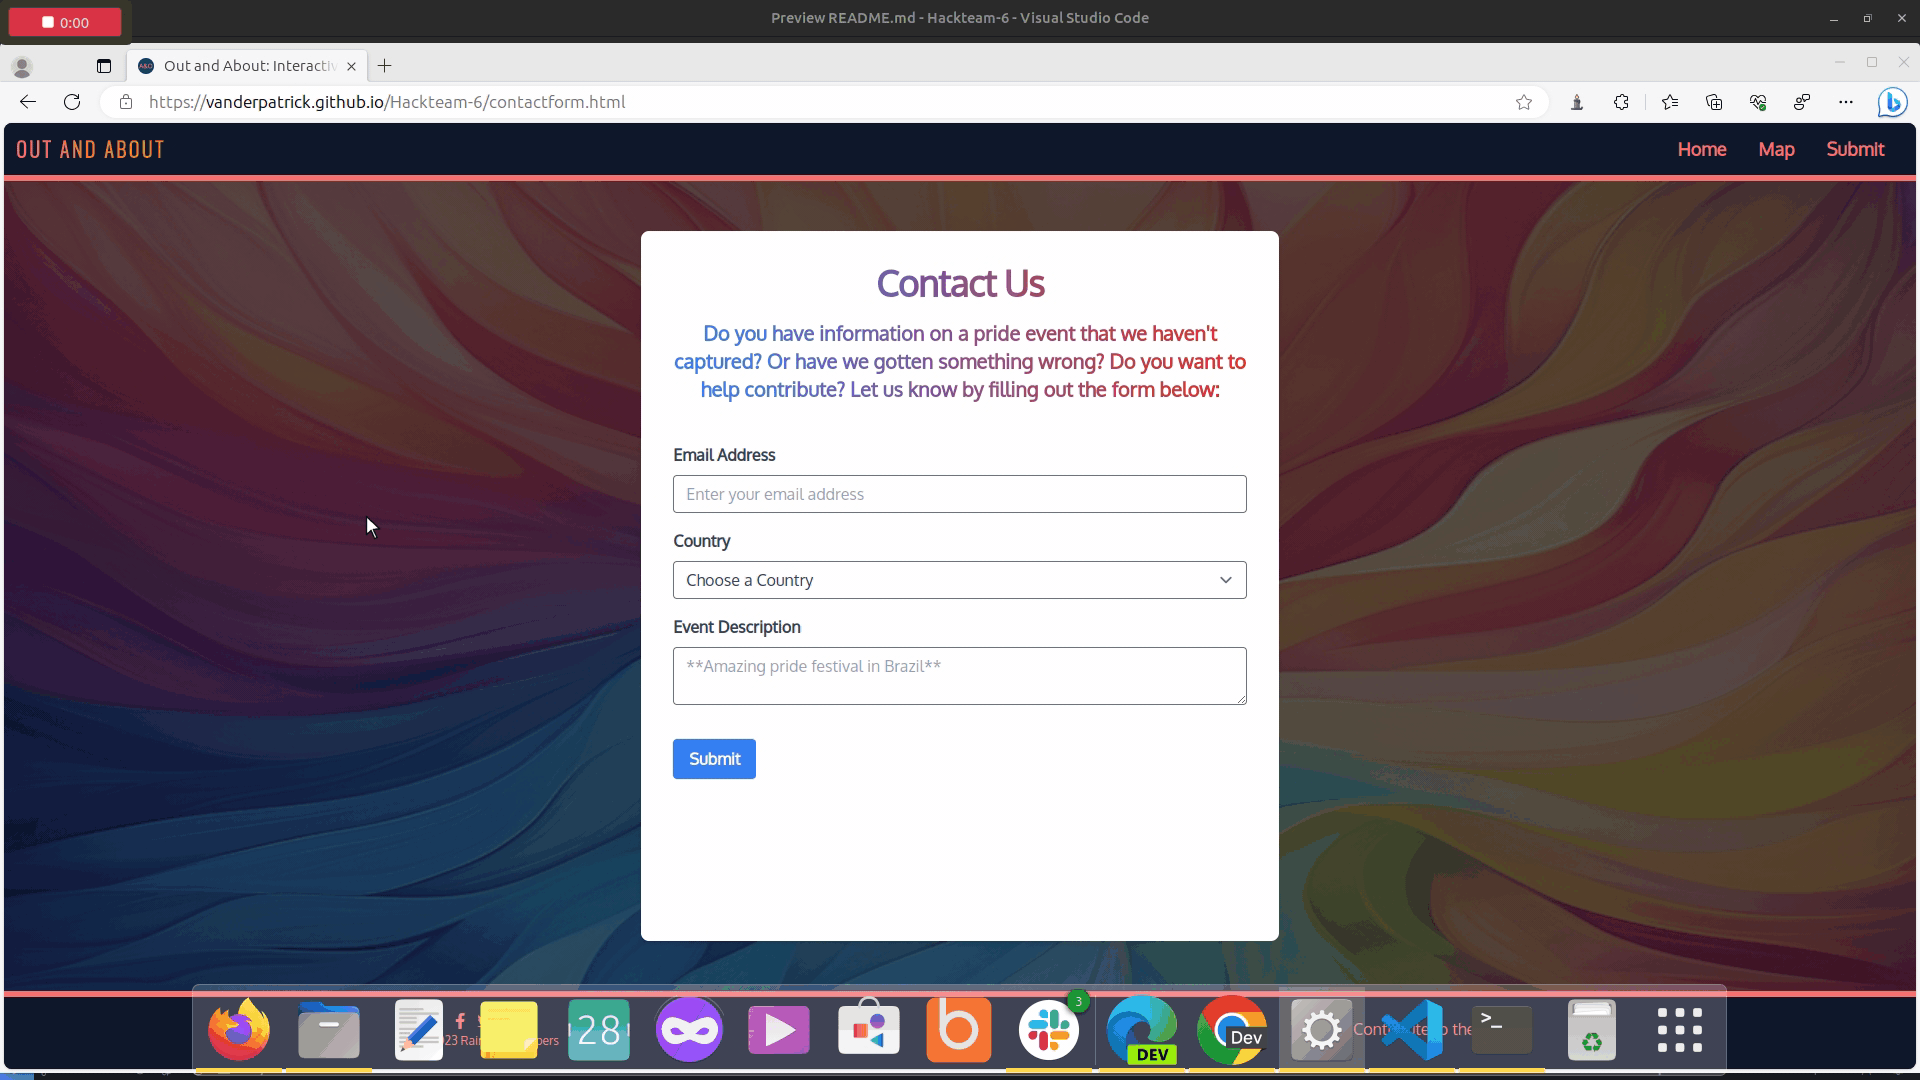 0:00
Preview README.md - Hackteam-6 - Visual Studio Code
Out and About: Interactiv
https://vanderpatrick.github.io/Hackteam-6/contactform.html
OUT AND ABOUT
Home Map Submit
Contact Us
Do you have information on a pride event that we haven't
captured? Or have we gotten something wrong? Do you want to
help contribute? Let us know by filling out the form below:
Email Address
Enter your email address
Country
Choose a Country
Event Description
**Amazing pride festival in Brazil**
Submit
28
3
DEV
Dev
>_